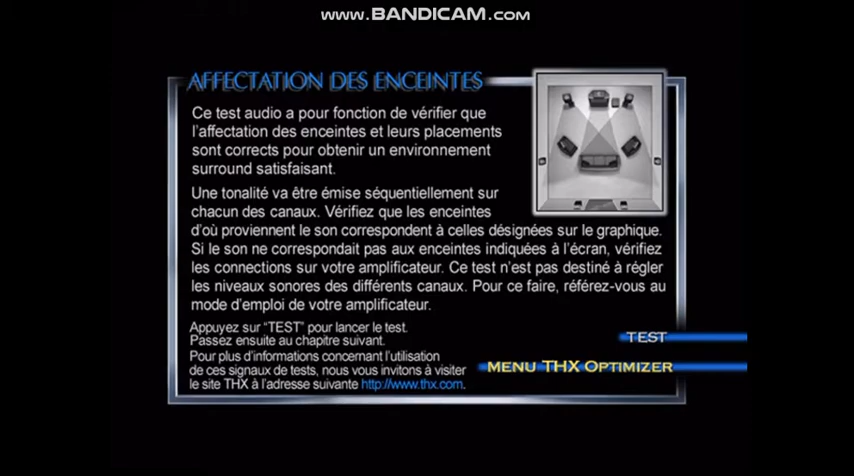 www.BANDICAM.com
AFFECTATION DES ENCEINTES
Ce test audio a pour fonction de vérifier que
l'affectation des enceintes et leurs placements
sont corrects pour obtenir un environnement
surround satisfaisant.
Une tonalité va être émise séquentiellement sur
chacun des canaux. Vérifiez que les enceintes
d'où proviennent le son correspondent à celles désignées sur le graphique.
Si le son ne correspondait pas aux enceintes indiquées à l'écran, vérifiez
les connections sur votre amplificateur. Ce test n'est pas destiné à régler
les niveaux sonores des différents canaux. Pour ce faire, référez-vous au
mode d'emploi de votre amplificateur.
Appuyez sur "TEST" pour lancer le test.
Passez ensuite au chapitre suivant.
Pour plus d'informations concernant l'utilisation
de ces signaux de tests, nous vous invitons à visiter
le site THX à l'adresse suivante http://www.thx.com.
TEST
MENU THX OPTIMIZER